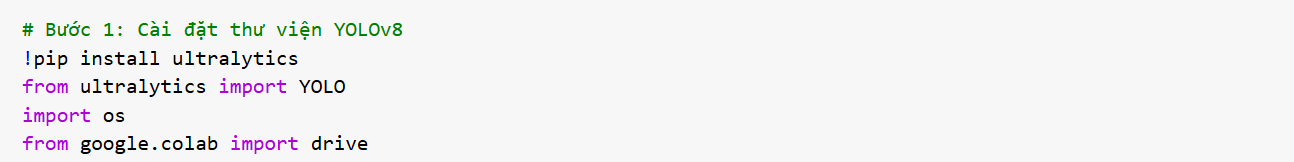 # Bước 1: Cài đặt thư viện YOLOv8
!pip install ultralytics
from ultralytics import YOLO
import os
from google.colab import drive